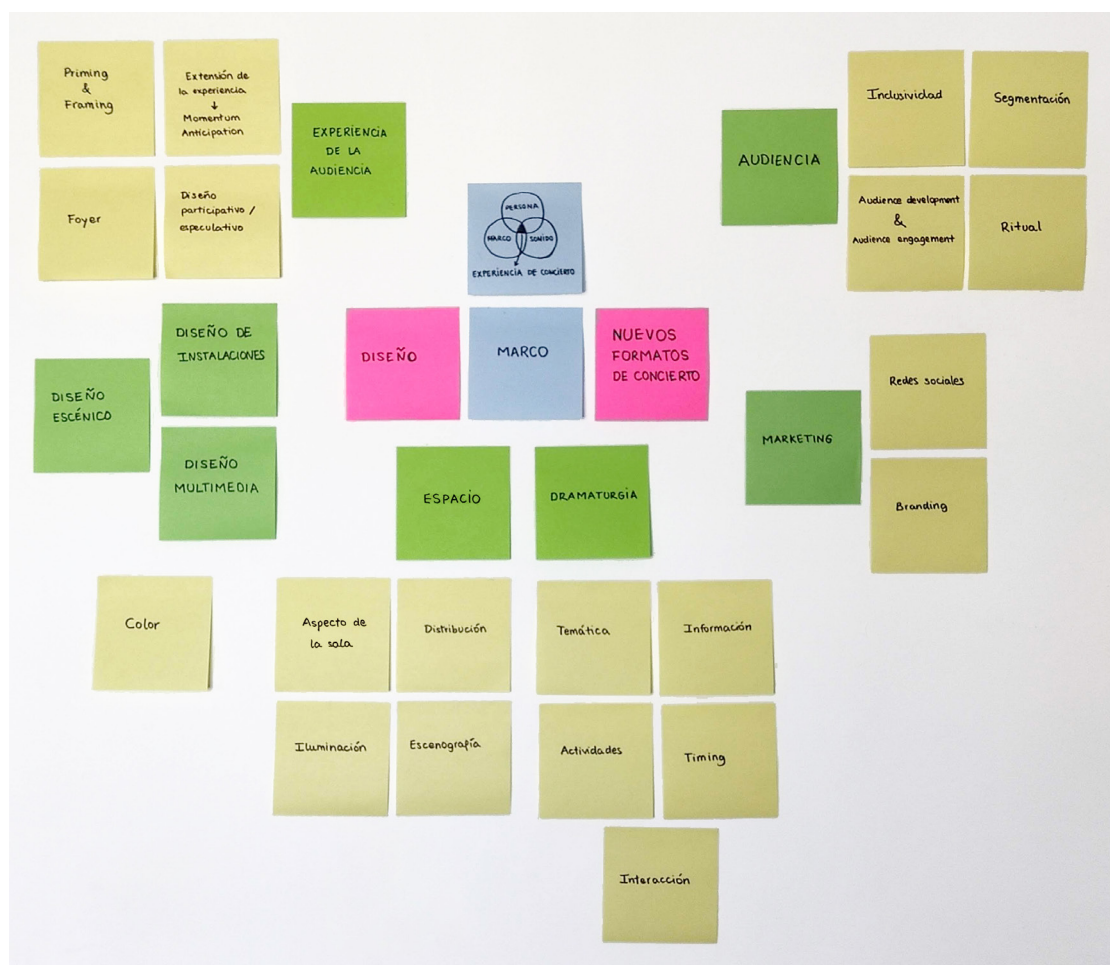 Priming
&
Framing
Extensión de
la experiencia
↓
Momentum
Anticipation
Foyer
Diseño
participativo /
especulativo
EXPERIENCIA
DE LA
AUDIENCIA
PERSONA
MARCO
SONIDO
EXPERIENCIA DE CONCIERTO
AUDIENCIA
Inclusividad
Segmentación
Audience development
&
Audience engagement
Ritual
DISEÑO DE
INSTALACIONES
DISEÑO
ESCÉNICO
DISEÑO
MULTIMEDIA
DISEÑO
MARCO
NUEVOS
FORMATOS
DE CONCIERTO
ESPACIO
DRAMATURGIA
MARKETING
Redes sociales
Branding
Color
Aspecto de
la sala
Distribución
Iluminación
Escenografía
Temática
Información
Actividades
Timing
Interacción